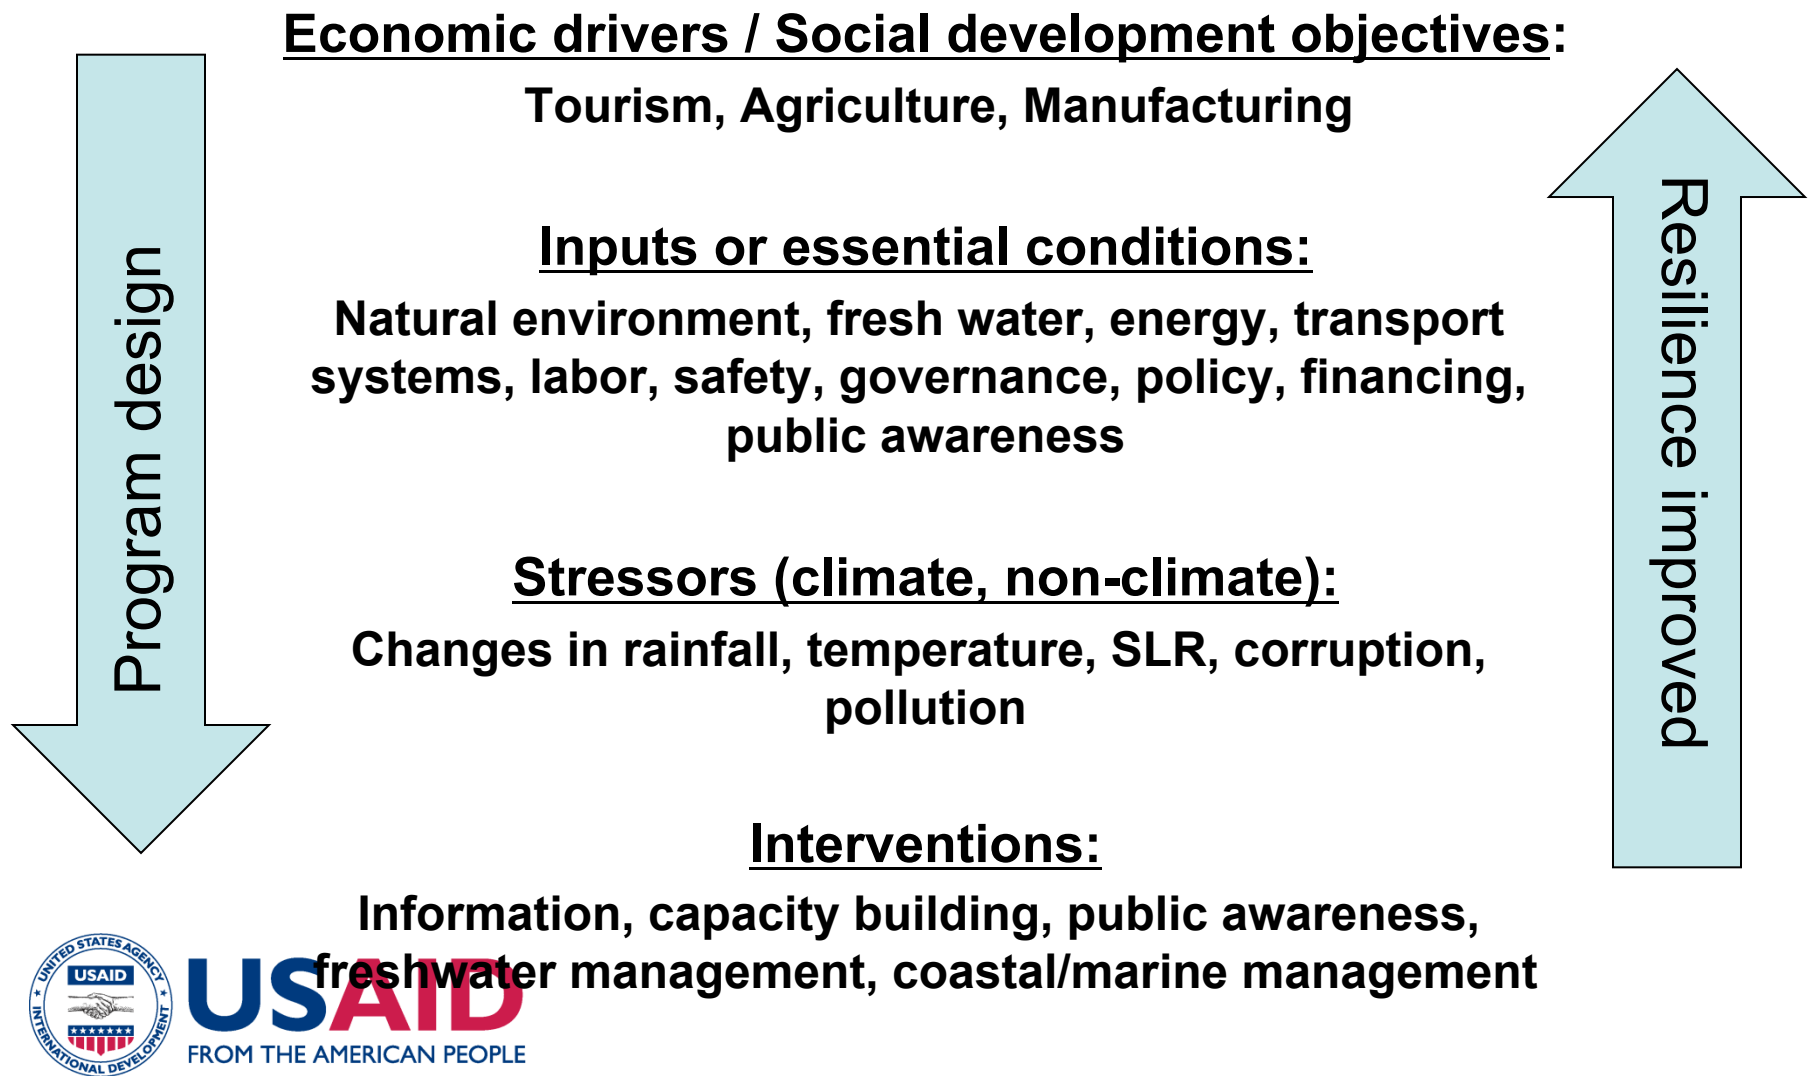 Economic drivers / Social development objectives:
Tourism, Agriculture, Manufacturing
Inputs or essential conditions:
Natural environment, fresh water, energy, transport
systems, labor, safety, governance, policy, financing,
public awareness
Stressors (climate, non-climate):
Changes in rainfall, temperature, SLR, corruption,
pollution
Interventions:
Information, capacity building, public awareness,
freshwater management, coastal/marine management
Program design
Resilience improved
UNITED STATES AGENCY
INTERNATIONAL DEVELOPMENT
USAID
USAID
FROM THE AMERICAN PEOPLE